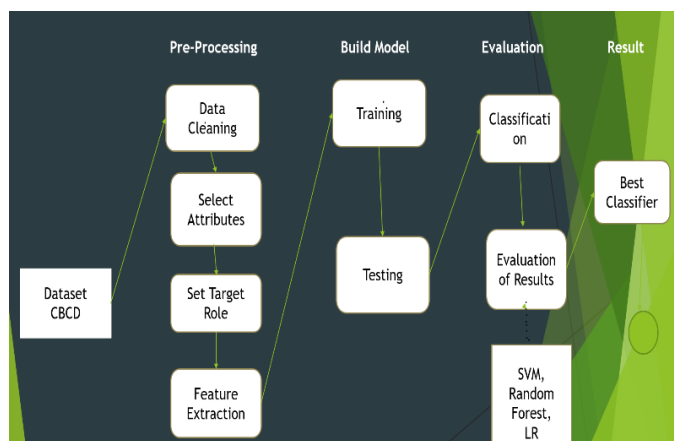 Pre-Processing
Build Model
Evaluation
Result
Data
Cleaning
Select
Attributes
Set Target
Role
Feature
Extraction
Dataset
CBCD
Training
Testing
Classificati
on
Evaluation
of Results
SVM,
Random
Forest,
LR
Best
Classifier